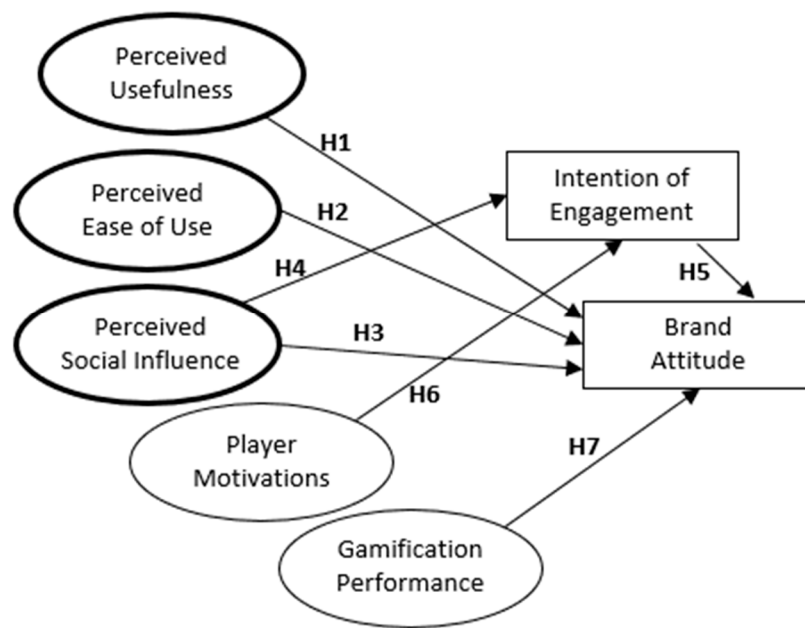 Perceived
Usefulness
H1
Perceived
Ease of Use
H2
Intention of
Engagement
H4
H5
Perceived
Social Influence
H3
Brand
Attitude
H6
Player
Motivations
H7
Gamification
Performance